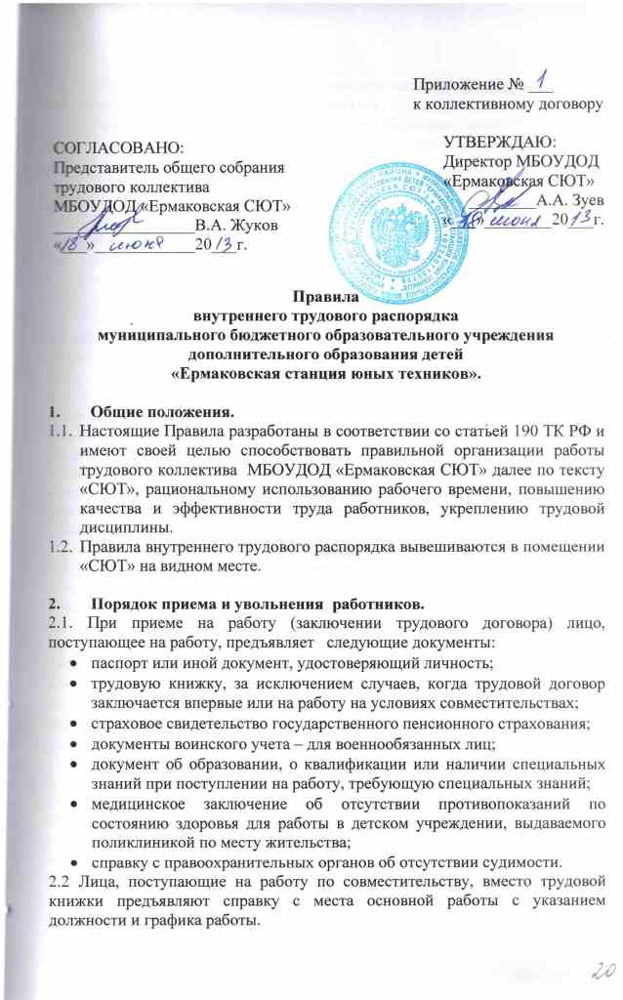 Приложение № 1
к коллективному договору
СОГЛАСОВАНО:
Представитель общего собрания
трудового коллектива
МБОУДОД «Ермаковская СЮТ»
В.А. Жуков
«18» июня 2013г.
УТВЕРЖДАЮ:
Директор МБОУДОД
«Ермаковская СЮТ»
А.А. Зуев
«18» июня 2013г.
Правила
внутреннего трудового распорядка
муниципального бюджетного образовательного учреждения
дополнительного образования детей
«Ермаковская станция юных техников».
1. Общие положения.
1.1. Настоящие Правила разработаны в соответствии со статьей 190 ТК РФ и
имеют своей целью способствовать правильной организации работы
трудового коллектива МБОУДОД «Ермаковская СЮТ» далее по тексту
«СЮТ», рациональному использованию рабочего времени, повышению
качества и эффективности труда работников, укреплению трудовой
дисциплины.
1.2. Правила внутреннего трудового распорядка вывешиваются в помещении
«СЮТ» на видном месте.
2. Порядок приема и увольнения работников.
2.1. При приеме на работу (заключении трудового договора) лицо,
поступающее на работу, предъявляет следующие документы:
• паспорт или иной документ, удостоверяющий личность;
• трудовую книжку, за исключением случаев, когда трудовой договор
заключается впервые или на работу на условиях совместительствах;
• страховое свидетельство государственного пенсионного страхования;
• документы воинского учета – для военнообязанных лиц;
• документ об образовании, о квалификации или наличии специальных
знаний при поступлении на работу, требующую специальных знаний;
• медицинское заключение об отсутствии противопоказаний по
состоянию здоровья для работы в детском учреждении, выдаваемого
поликлиникой по месту жительства;
• справку с правоохранительных органов об отсутствии судимости.
2.2 Лица, поступающие на работу по совместительству, вместо трудовой
книжки предъявляют справку с места основной работы с указанием
должности и графика работы.
20